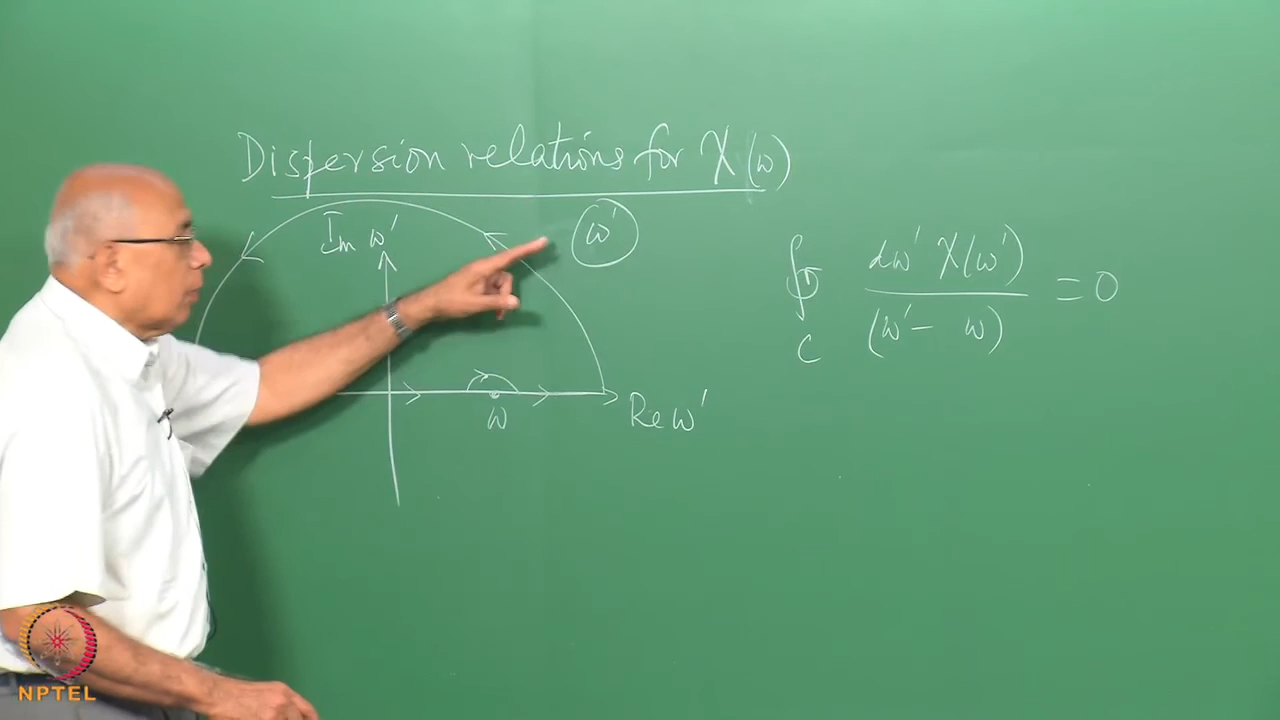 Dispersion relations for χ(ω)
Im ω'
ω'
ω
Re ω'
∮ dω' χ(ω') = 0
C (ω' - ω)
NPTEL